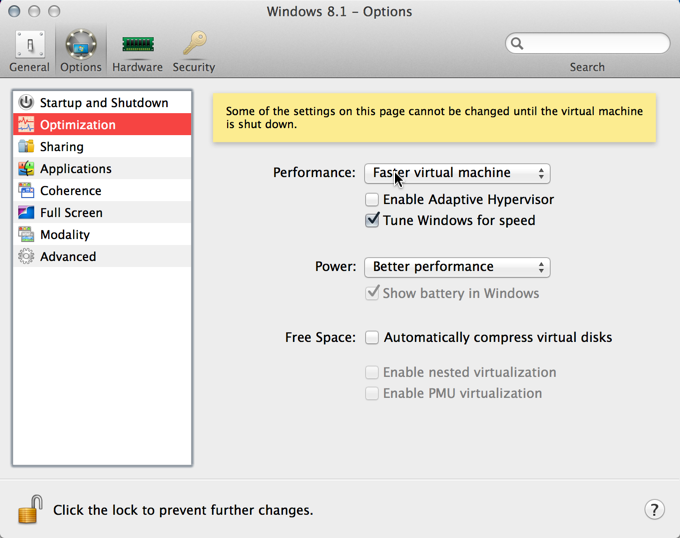 Windows 8.1 – Options
General
Options
Hardware
Security
Search
Startup and Shutdown
Optimization
Sharing
Applications
Coherence
Full Screen
Modality
Advanced
Some of the settings on this page cannot be changed until the virtual machine
is shut down.
Performance: Faster virtual machine
Enable Adaptive Hypervisor
Tune Windows for speed
Power: Better performance
Show battery in Windows
Free Space: Automatically compress virtual disks
Enable nested virtualization
Enable PMU virtualization
Click the lock to prevent further changes.
?